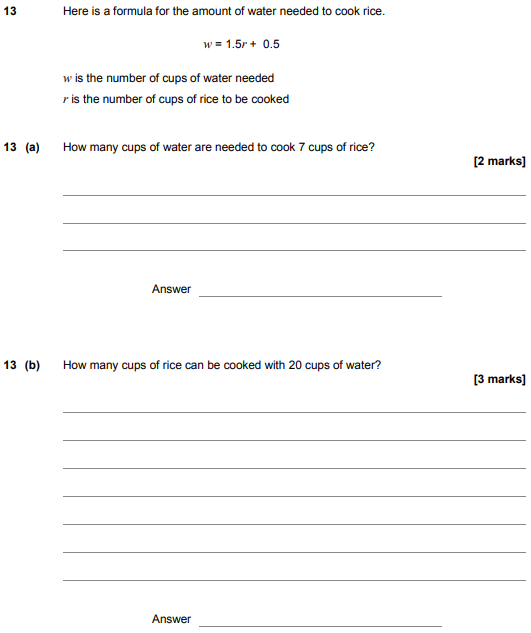 13 Here is a formula for the amount of water needed to cook rice.
w = 1.5r + 0.5
w is the number of cups of water needed
r is the number of cups of rice to be cooked
13 (a) How many cups of water are needed to cook 7 cups of rice?
[2 marks]
Answer
13 (b) How many cups of rice can be cooked with 20 cups of water?
[3 marks]
Answer